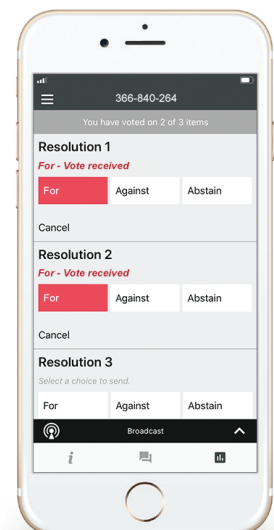 366-840-264
You have voted on 2 of 3 items
Resolution 1
For - Vote received
For Against Abstain
Cancel
Resolution 2
For - Vote received
For Against Abstain
Cancel
Resolution 3
Select a choice to send.
For Against Abstain
Broadcast
i